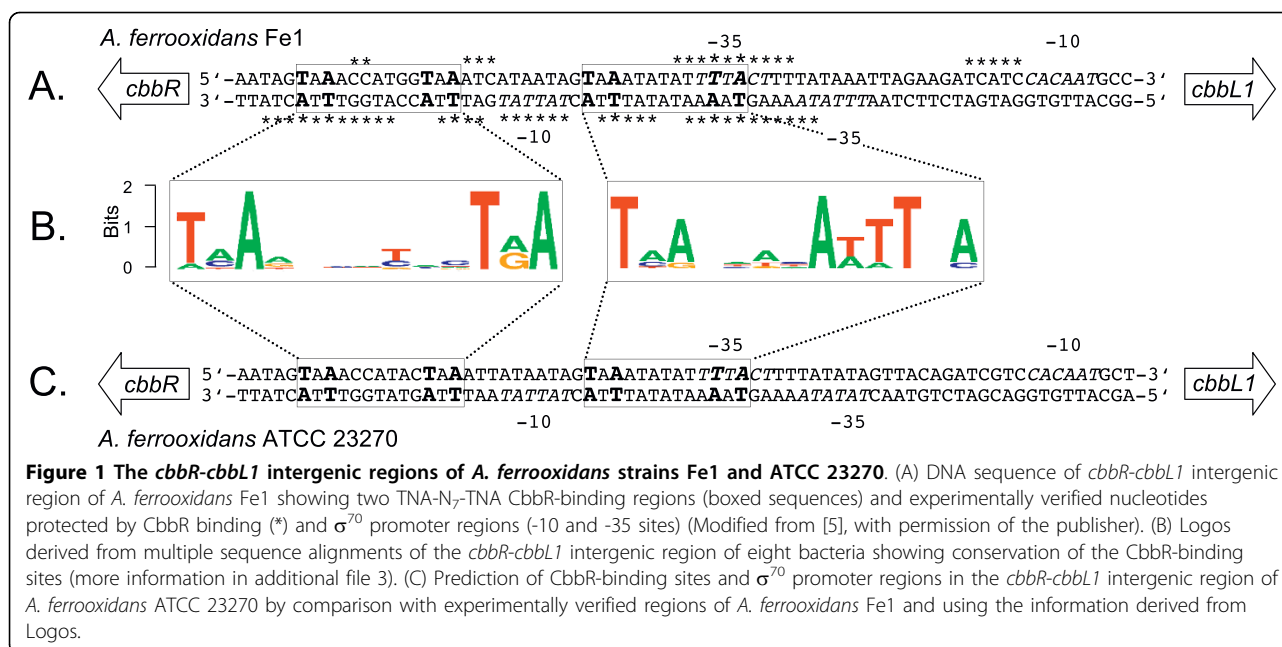 A. ferrooxidans Fe1
-35 -10
** *** ********** *****
A. cbbR 5'-AATAGTAAACCATGGTAAATCATAATAGTAAATATATTTTACTTTTATAAATTAGAAGATCATCCACAATGCC-3' cbbL1
3'-TTATCATTTGGTACCATTTAGTATTATCATTTATATAAAATGAAAATATTTAATCTTCTAGTAGGTGTTACGG-5'
*********** **** ****** ***** ***********
-10 -35
B. Bits 2 1 0
-35 -10
C. cbbR 5'-AATAGTAAACCATACTAAATTATAATAGTAAATATATTTTACTTTTATATAGTTACAGATCGTCCACAATGCT-3' cbbL1
3'-TTATCATTTGGTATGATTTAATATTATCATTTATATAAAATGAAAATATATCAATGTCTAGCAGGTGTTACGA-5'
A. ferrooxidans ATCC 23270 -10 -35
Figure 1 The cbbR-cbbL1 intergenic regions of A. ferrooxidans strains Fe1 and ATCC 23270. (A) DNA sequence of cbbR-cbbL1 intergenic
region of A. ferrooxidans Fe1 showing two TNA-N₇-TNA CbbR-binding regions (boxed sequences) and experimentally verified nucleotides
protected by CbbR binding (*) and σ⁷⁰ promoter regions (-10 and -35 sites) (Modified from [5], with permission of the publisher). (B) Logos
derived from multiple sequence alignments of the cbbR-cbbL1 intergenic region of eight bacteria showing conservation of the CbbR-binding
sites (more information in additional file 3). (C) Prediction of CbbR-binding sites and σ⁷⁰ promoter regions in the cbbR-cbbL1 intergenic region of
A. ferrooxidans ATCC 23270 by comparison with experimentally verified regions of A. ferrooxidans Fe1 and using the information derived from
Logos.